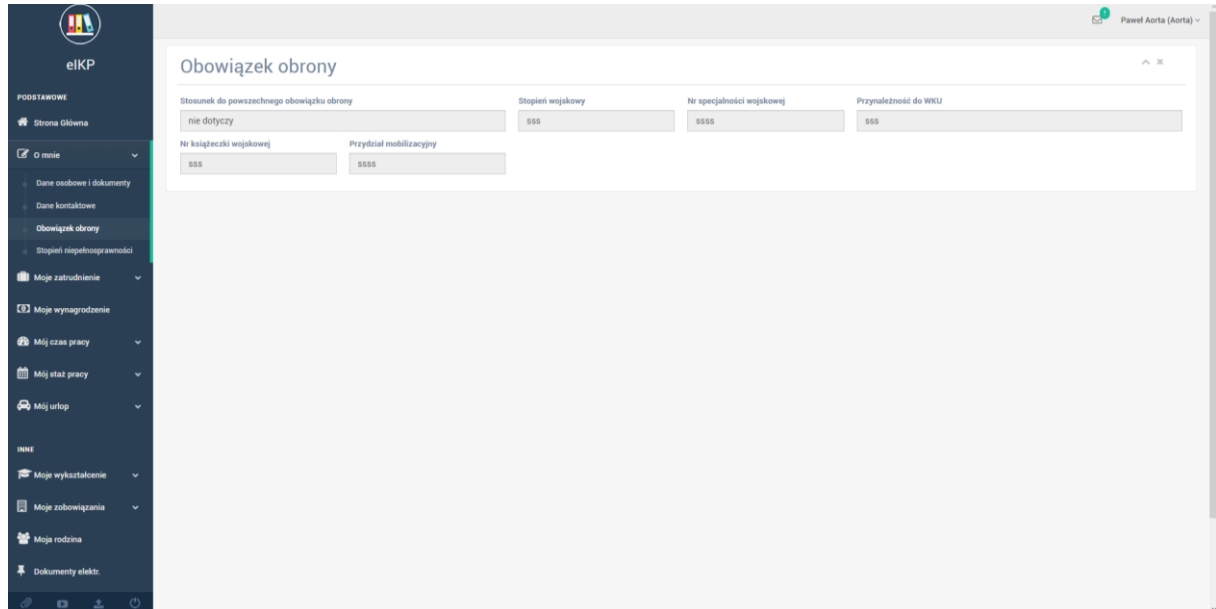 1
Paweł Aorta (Aorta)
eIKP
PODSTAWOWE
Strona Główna
O mnie
Dane osobowe i dokumenty
Dane kontaktowe
Obowiązek obrony
Stopień niepełnosprawności
Moje zatrudnienie
Moje wynagrodzenie
Mój czas pracy
Mój staż pracy
Mój urlop
INNE
Moje wykształcenie
Moje zobowiązania
Moja rodzina
Dokumenty elektr.
Obowiązek obrony
Stosunek do powszechnego obowiązku obrony
Stopień wojskowy
Nr specjalności wojskowej
Przynależność do WKU
nie dotyczy
sss
ssss
sss
Nr książeczki wojskowej
Przydział mobilizacyjny
sss
ssss